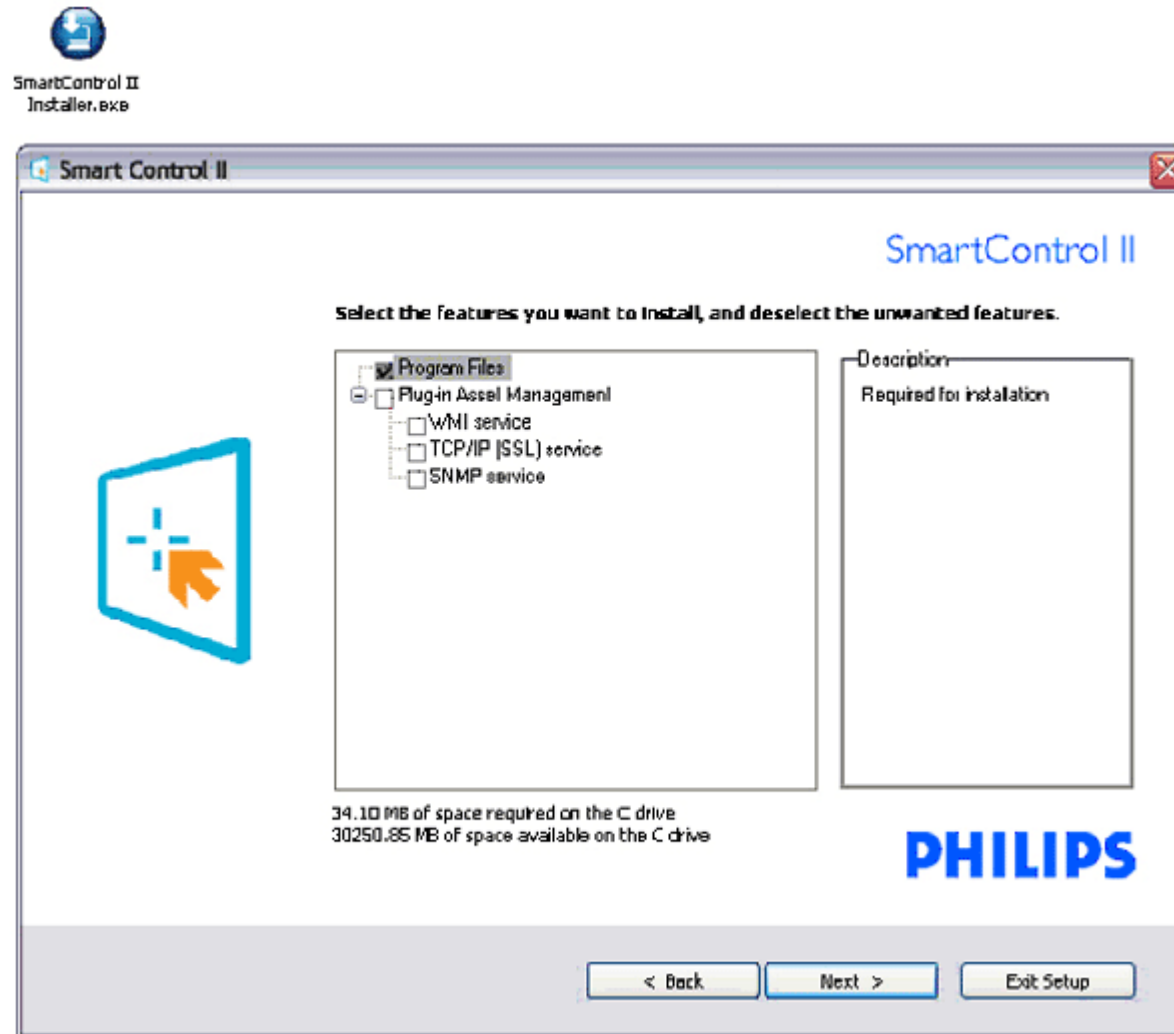 SmartControl II
Installer.exe
Smart Control II
SmartControl II
Select the features you want to install, and deselect the unwanted features.
Program Files
Plug-in Asset Management
WMI service
TCP/IP (SSL) service
SNMP service
Description
Required for installation
34.10 MB of space required on the C drive
30250.85 MB of space available on the C drive
PHILIPS
< Back
Next >
Exit Setup